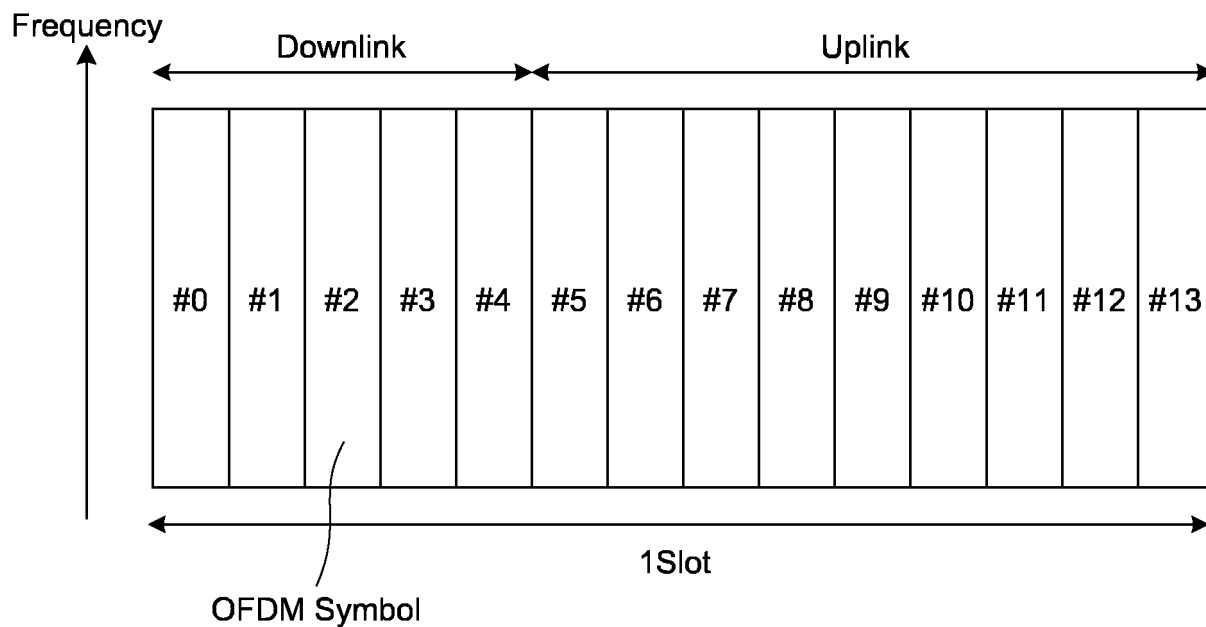 Frequency
Downlink Uplink
#0 #1 #2 #3 #4 #5 #6 #7 #8 #9 #10 #11 #12 #13
1Slot
OFDM Symbol